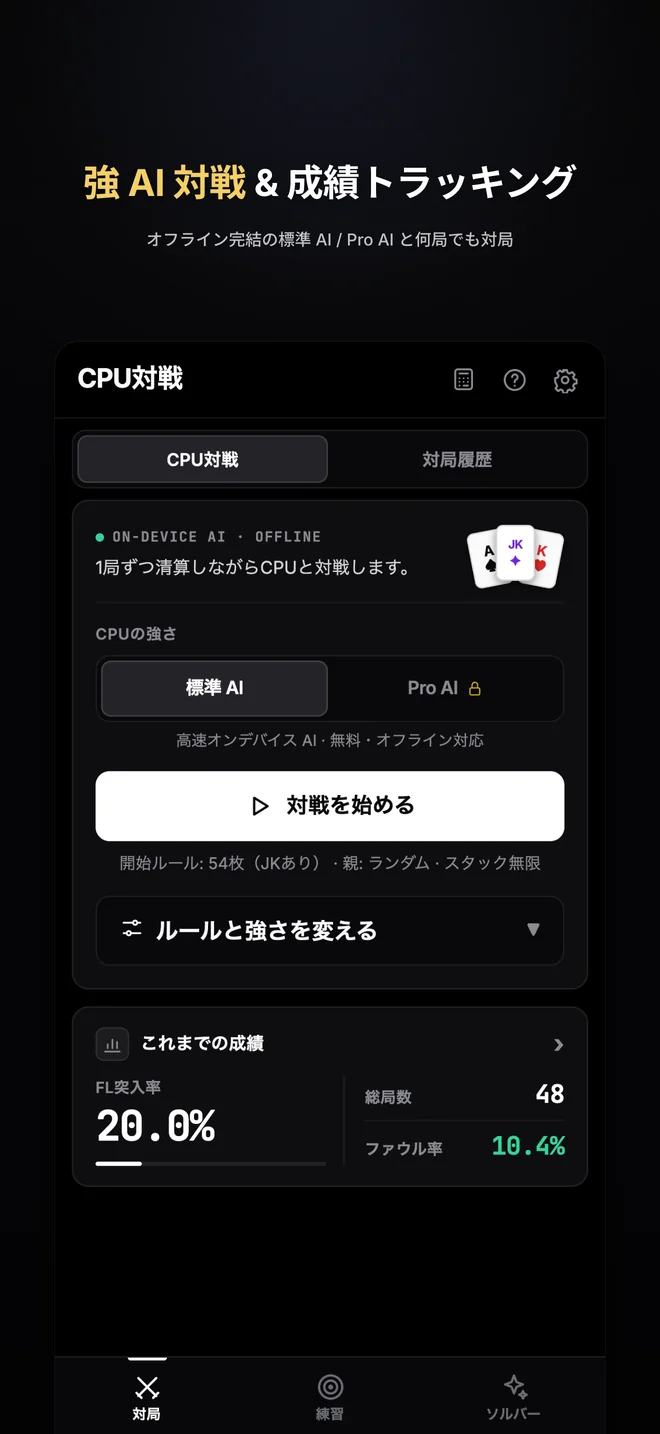 強 AI 対戦 & 成績トラッキング
オフライン完結の標準 AI / Pro AI と何局でも対局
CPU対戦
CPU対戦
対局履歴
ON-DEVICE AI · OFFLINE
1局ずつ清算しながらCPUと対戦します。
A
JK
K
CPUの強さ
標準 AI
Pro AI
高速オンデバイス AI · 無料・オフライン対応
対戦を始める
開始ルール: 54枚（JKあり）· 親: ランダム · スタック無限
ルールと強さを変える
これまでの成績
FL突入率
20.0%
総局数
48
ファウル率
10.4%
対局
練習
ソルバー